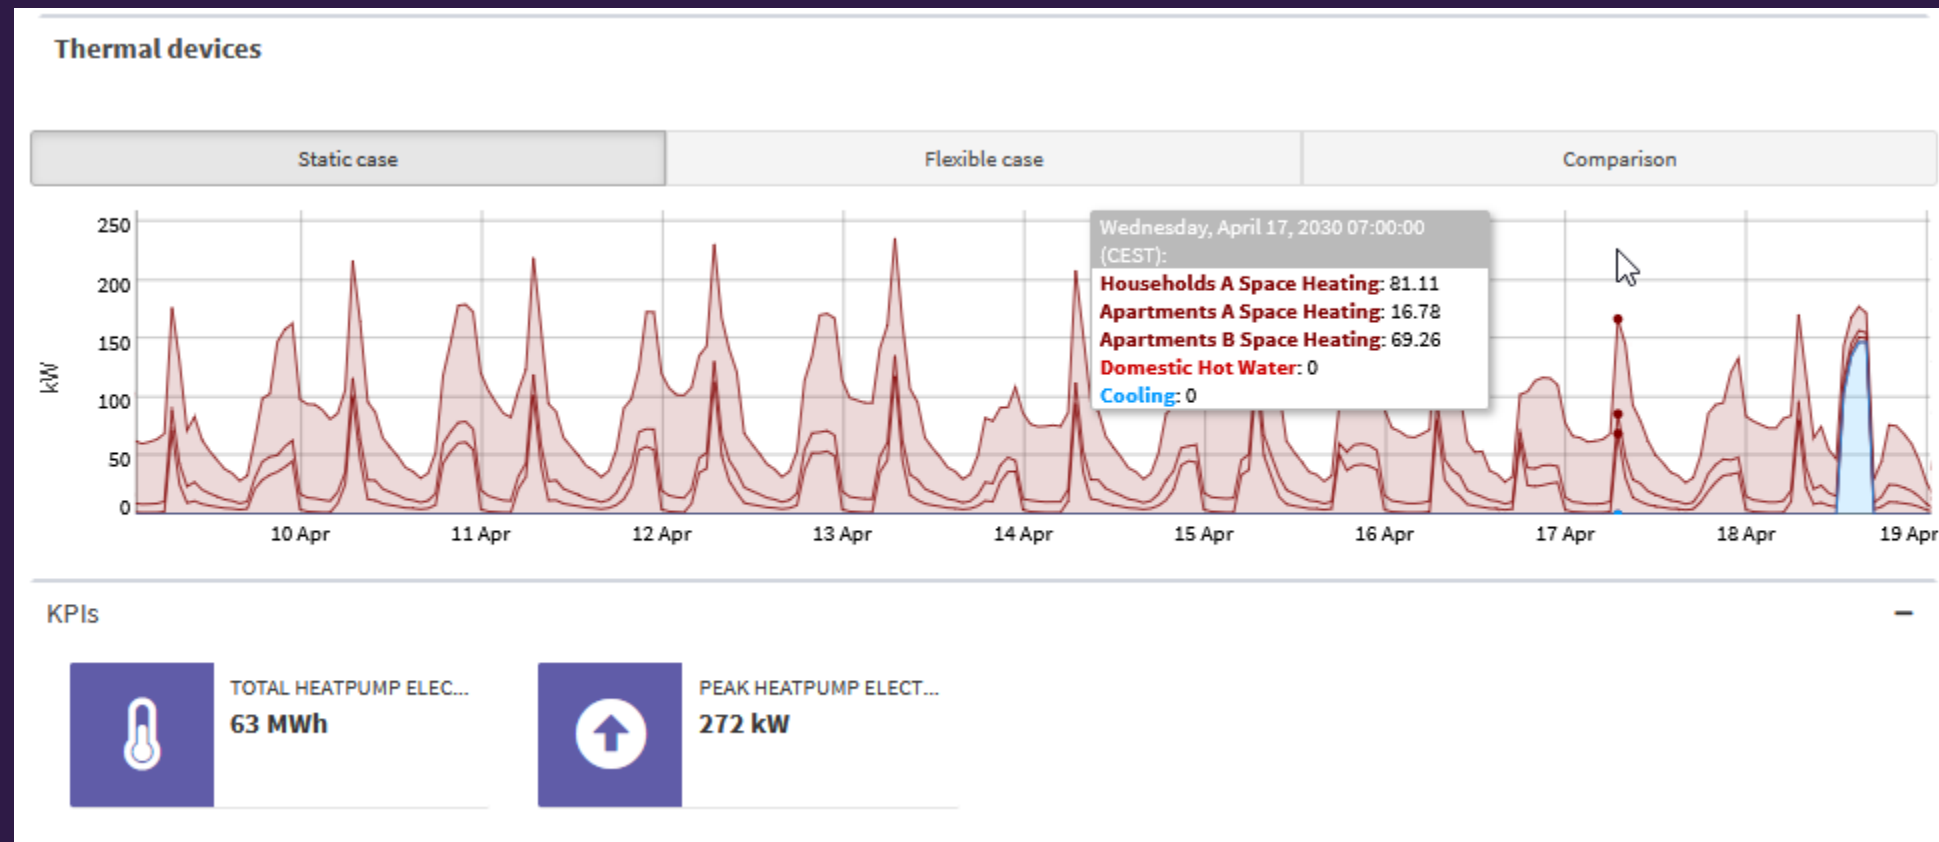 Thermal devices
Static case
Flexible case
Comparison
250
200
150
100
50
0
kW
Wednesday, April 17, 2030 07:00:00
(CEST):
Households A Space Heating: 81.11
Apartments A Space Heating: 16.78
Apartments B Space Heating: 69.26
Domestic Hot Water: 0
Cooling: 0
10 Apr
11 Apr
12 Apr
13 Apr
14 Apr
15 Apr
16 Apr
17 Apr
18 Apr
19 Apr
KPIs
TOTAL HEATPUMP ELEC...
63 MWh
PEAK HEATPUMP ELECT...
272 kW